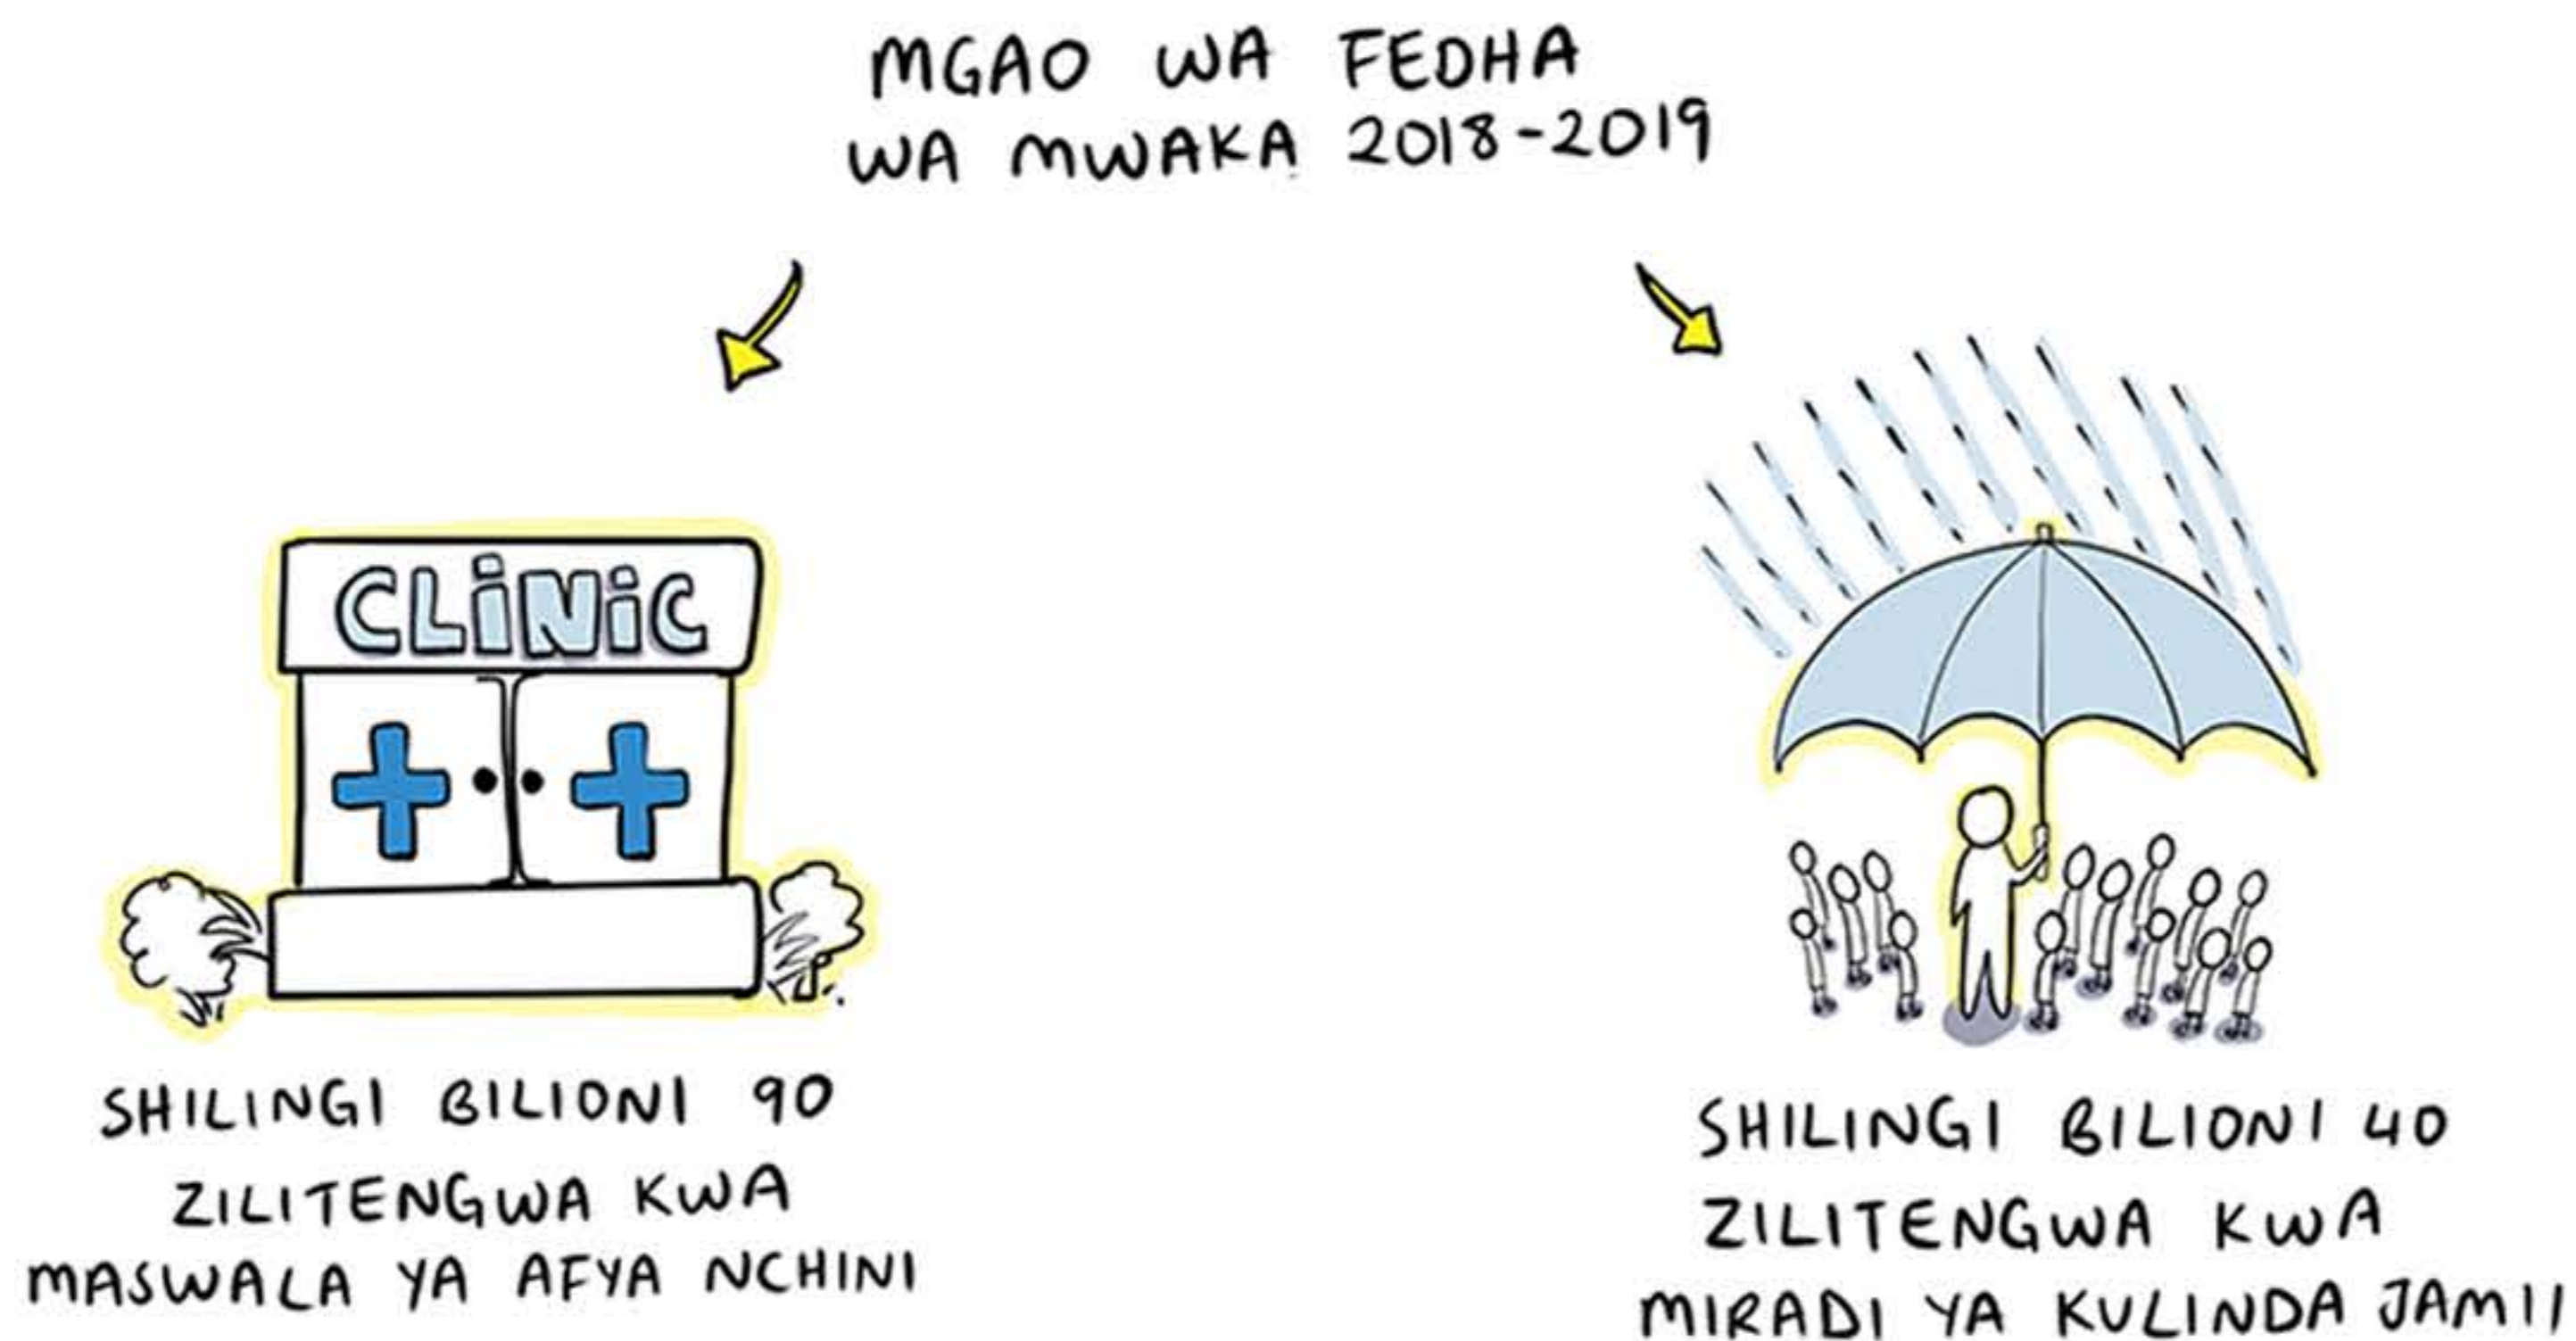 MGAO WA FEDHA
WA MWAKA 2018-2019
CLiNiC
SHILINGI BILIONI 90
ZILITENGWA KWA
MASWALA YA AFYA NCHINI
SHILINGI BILIONI 40
ZILITENGWA KWA
MIRADI YA KULINDA JAMII